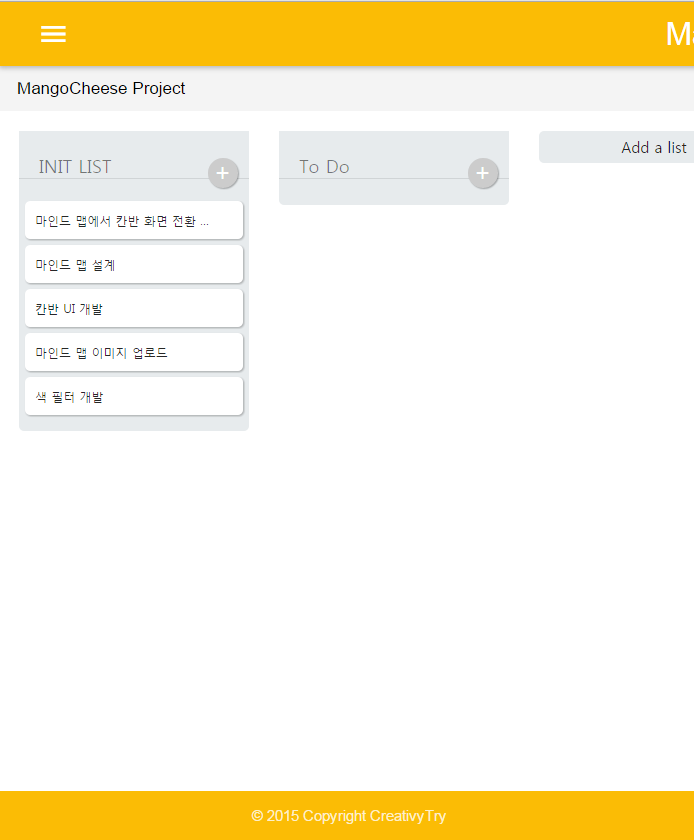 MangoCheese Project
INIT LIST
To Do
Add a list
마인드 맵에서 칸반 화면 전환 ...
마인드 맵 설계
칸반 UI 개발
마인드 맵 이미지 업로드
색 필터 개발
© 2015 Copyright CreativyTry